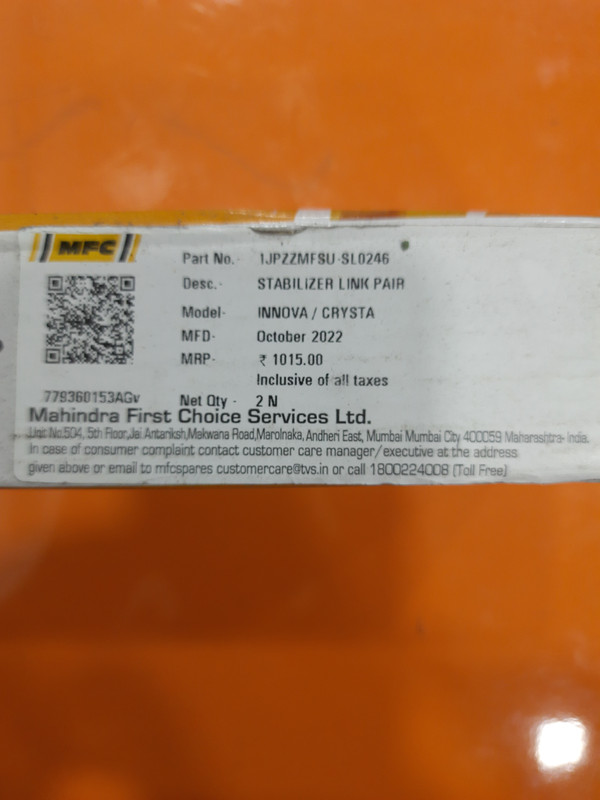 MFC
Part No. - 1JPZZMFSU-SL0246
Desc. - STABILIZER LINK PAIR
Model - INNOVA / CRYSTA
MFD - October 2022
MRP - ₹ 1015.00
Inclusive of all taxes
779360153AGv Net Qty - 2 N
Mahindra First Choice Services Ltd.
Unit No.504, 5th Floor,Jai Antariksh,Makwana Road,Marolnaka, Andheri East, Mumbai Mumbai City 400059 Maharashtra- India.
In case of consumer complaint contact customer care manager/executive at the address
given above or email to mfcspares customercare@tvs.in or call 1800224008 (Toll Free)